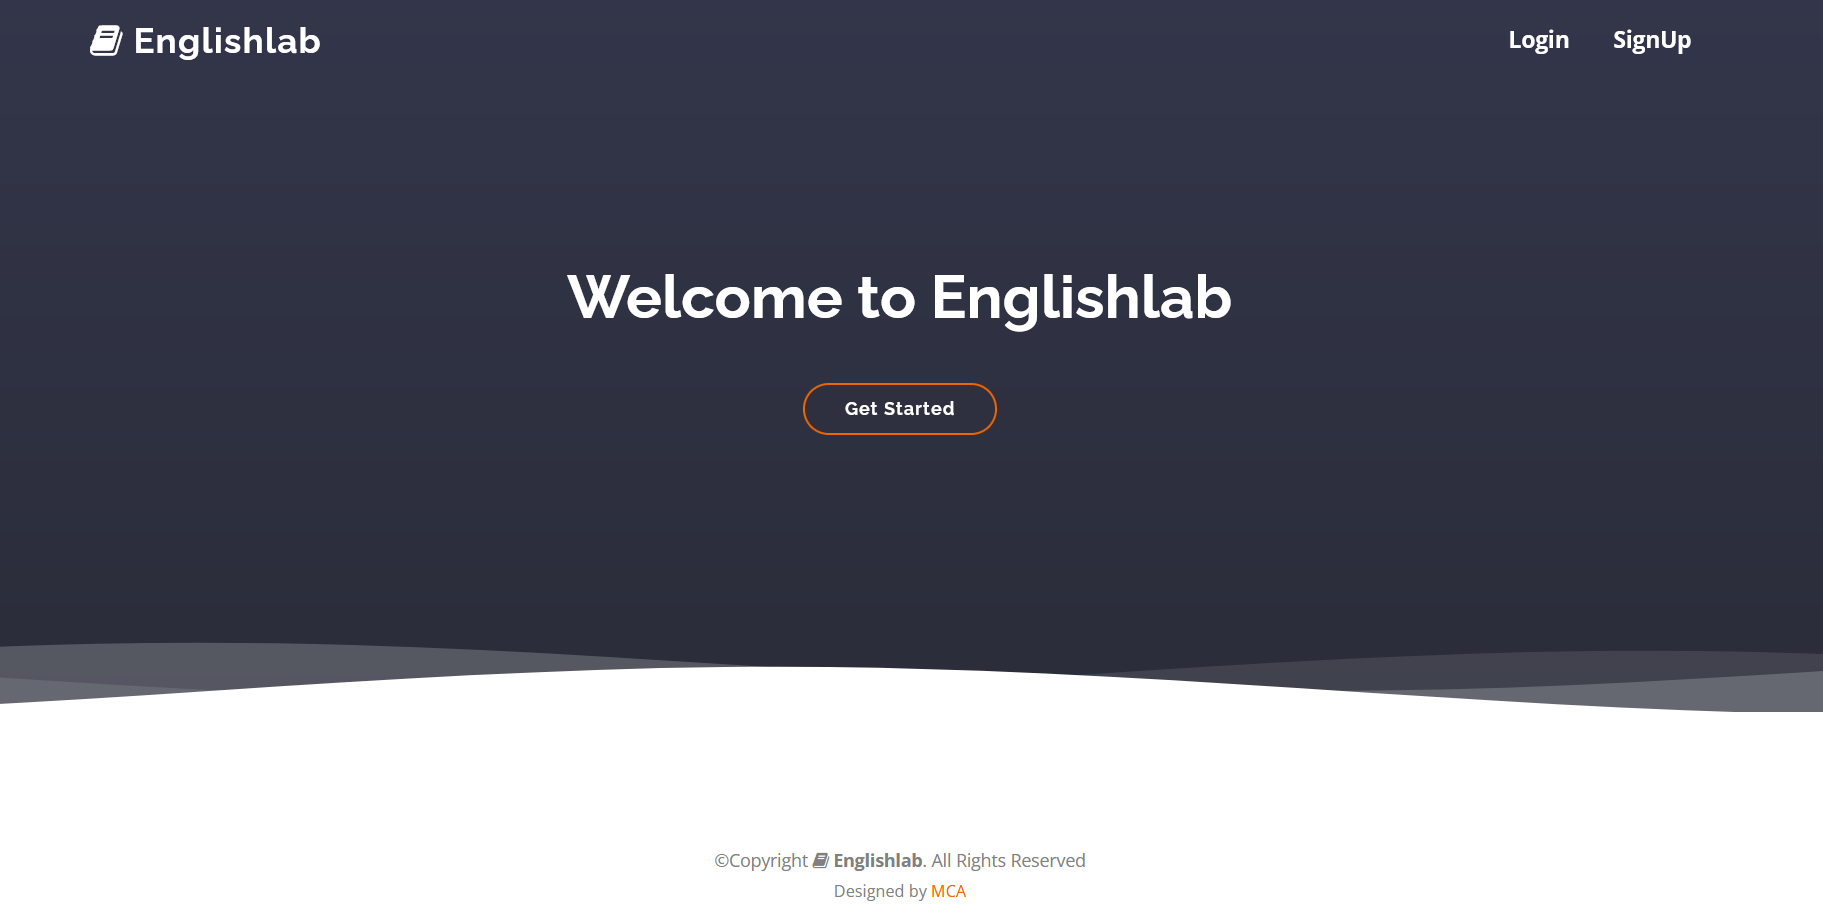 Englishlab
Login SignUp
Welcome to Englishlab
Get Started
©Copyright Englishlab. All Rights Reserved
Designed by MCA